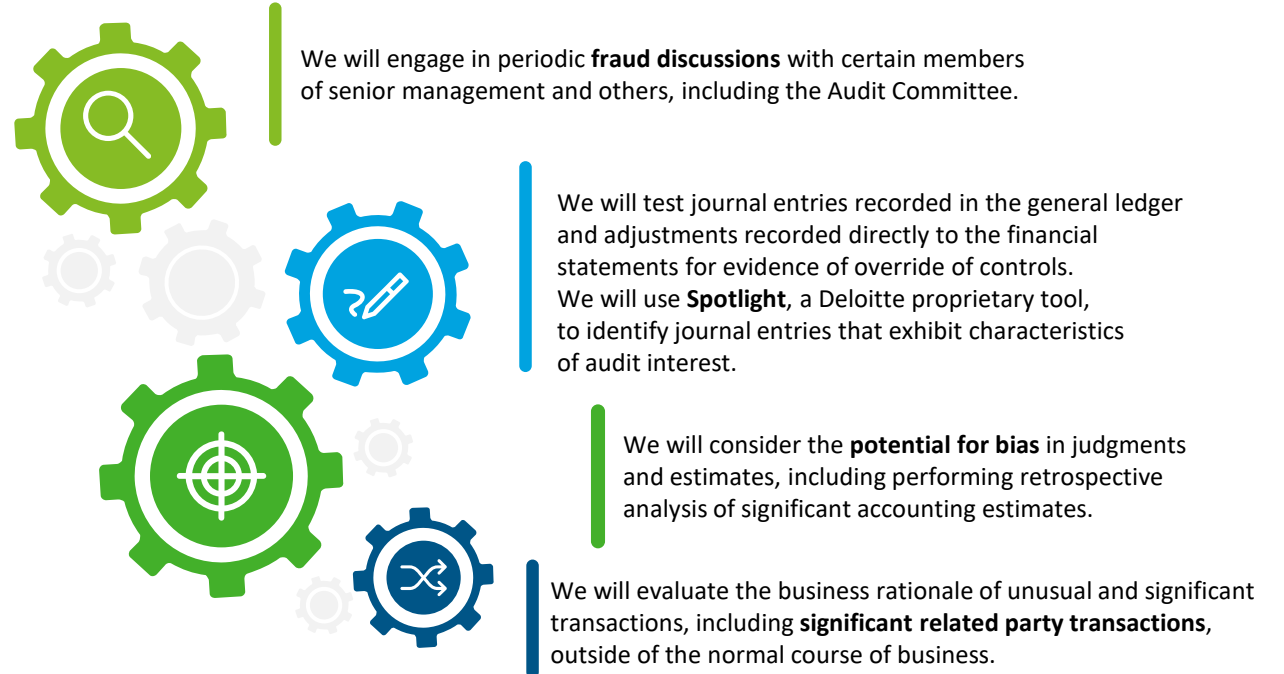 We will engage in periodic fraud discussions with certain members
of senior management and others, including the Audit Committee.
We will test journal entries recorded in the general ledger
and adjustments recorded directly to the financial
statements for evidence of override of controls.
We will use Spotlight, a Deloitte proprietary tool,
to identify journal entries that exhibit characteristics
of audit interest.
We will consider the potential for bias in judgments
and estimates, including performing retrospective
analysis of significant accounting estimates.
We will evaluate the business rationale of unusual and significant
transactions, including significant related party transactions,
outside of the normal course of business.